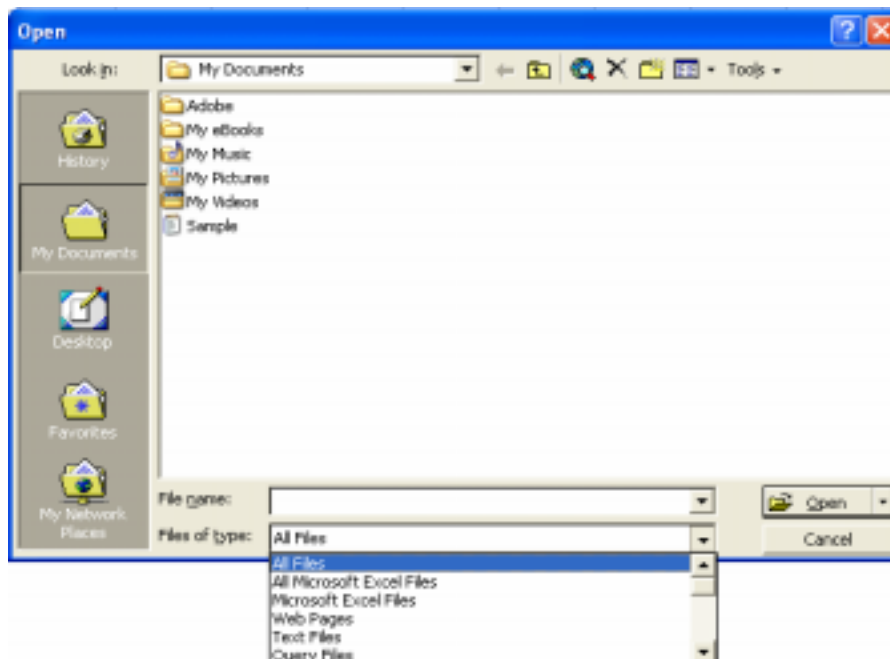 Open
Look in: My Documents Tools
Adobe
My eBooks
My Music
My Pictures
My Videos
Sample
History
My Documents
Desktop
Favorites
My Network
Places
File name: Open
Files of type: All Files Cancel
All Files
All Microsoft Excel Files
Microsoft Excel Files
Web Pages
Text Files
Query Files